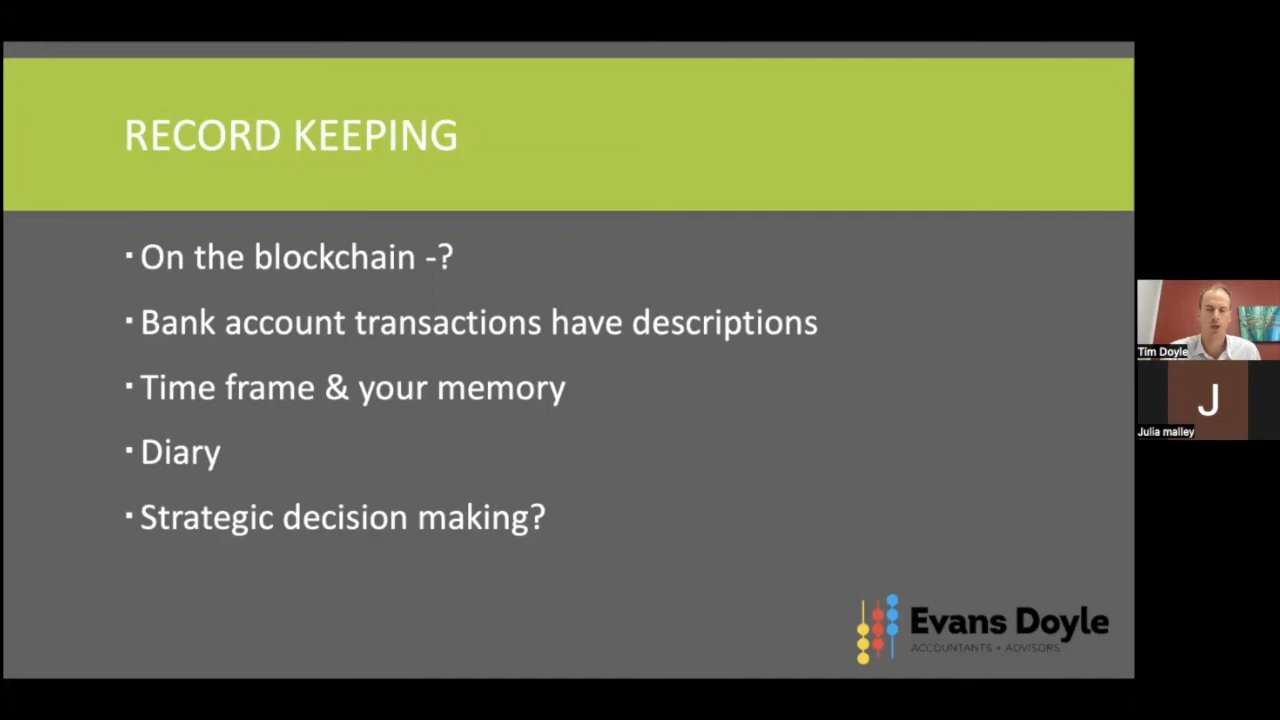 RECORD KEEPING
▪ On the blockchain -?
▪ Bank account transactions have descriptions
▪ Time frame & your memory
▪ Diary
▪ Strategic decision making?
Evans Doyle
ACCOUNTANTS + ADVISORS
Tim Doyle
J
Julia malley